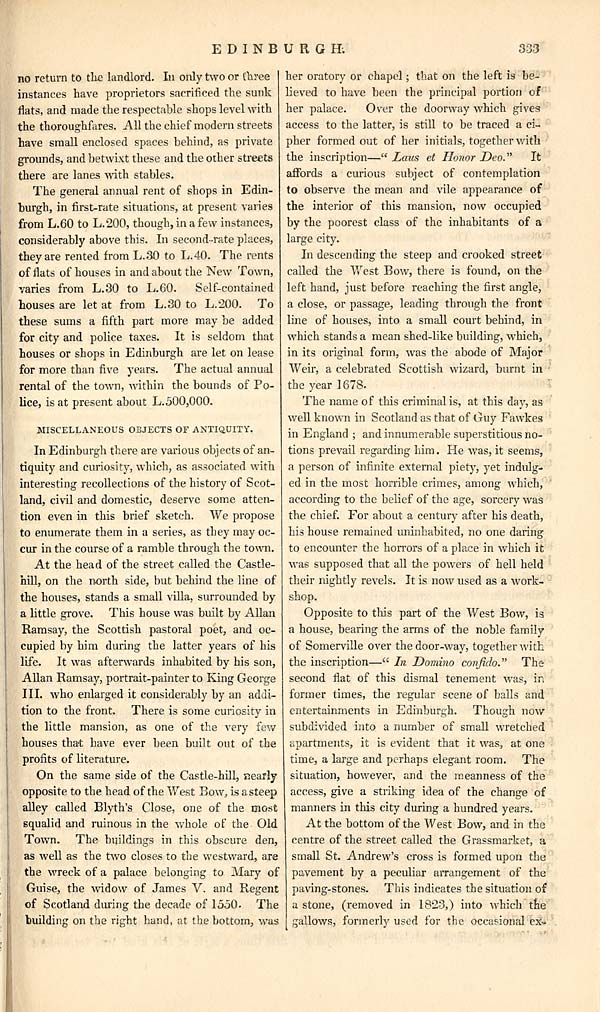 EDINBURGH.
333
no return to the landlord. In only two or three
instances have proprietors sacrificed the sunk
flats, and made the respectable shops level with
the thoroughfares. All the chief modern streets
have small enclosed spaces behind, as private
grounds, and betwixt these and the other streets
there are lanes with stables.
The general annual rent of shops in Edin-
burgh, in first-rate situations, at present varies
from L.60 to L.200, though, in a few instances,
considerably above this. In second-rate places,
they are rented from L.30 to L.40. The rents
of flats of houses in and about the New Town,
varies from L.30 to L.60. Self-contained
houses are let at from L.30 to L.200. To
these sums a fifth part more may be added
for city and police taxes. It is seldom that
houses or shops in Edinburgh are let on lease
for more than five years. The actual annual
rental of the town, within the bounds of Po-
lice, is at present about L.500,000.
MISCELLANEOUS OBJECTS OF ANTIQUITY.
In Edinburgh there are various objects of an-
tiquity and curiosity, which, as associated with
interesting recollections of the history of Scot-
land, civil and domestic, deserve some atten-
tion even in this brief sketch. We propose
to enumerate them in a series, as they may oc-
cur in the course of a ramble through the town.
At the head of the street called the Castle-
hill, on the north side, but behind the line of
the houses, stands a small villa, surrounded by
a little grove. This house was built by Allan
Ramsay, the Scottish pastoral poet, and oc-
cupied by him during the latter years of his
life. It was afterwards inhabited by his son,
Allan Ramsay, portrait-painter to King George
III. who enlarged it considerably by an addi-
tion to the front. There is some curiosity in
the little mansion, as one of the very few
houses that have ever been built out of the
profits of literature.
On the same side of the Castle-hill, nearly
opposite to the head of the West Bow, is a steep
alley called Blyth's Close, one of the most
squalid and ruinous in the whole of the Old
Town. The buildings in this obscure den,
as well as the two closes to the westward, are
the wreck of a palace belonging to Mary of
Guise, the widow of James V. and Regent
of Scotland during the decade of 1550. The
building on the right hand, at the bottom, was
her oratory or chapel; that on the left is be-
lieved to have been the principal portion of
her palace. Over the doorway which gives
access to the latter, is still to be traced a ci-
pher formed out of her initials, together with
the inscription—“ Laus et Honor Deo.” It
affords a curious subject of contemplation
to observe the mean and vile appearance of
the interior of this mansion, now occupied
by the poorest class of the inhabitants of a
large city.
In descending the steep and crooked street
called the West Bow, there is found, on the
left hand, just before reaching the first angle,
a close, or passage, leading through the front
line of houses, into a small court behind, in
which stands a mean shed-like building, which,
in its original form, was the abode of Major
Weir, a celebrated Scottish wizard, burnt in
the year 1678.
The name of this criminal is, at this day, as
well known in Scotland as that of Guy Fawkes
in England ; and innumerable superstitious no-
tions prevail regarding him. He was, it seems,
a person of infinite external piety, yet indulg-
ed in the most horrible crimes, among which,
according to the belief of the age, sorcery was
the chief. For about a century after his death,
his house remained uninhabited, no one daring
to encounter the horrors of a place in which it
was supposed that all the powers of hell held
their nightly revels. It is now used as a work-
shop.
Opposite to this part of the West Bow, is
a house, bearing the arms of the noble family
of Somerville over the door-way, together with
the inscription—“ In Domino confido.” The
second flat of this dismal tenement was, in
former times, the regular scene of balls and
entertainments in Edinburgh. Though now
subdivided into a number of small wretched
apartments, it is evident that it was, at one
time, a large and perhaps elegant room. The
situation, however, and the meanness of the
access, give a striking idea of the change of
manners in this city during a hundred years.
At the bottom of the West Bow, and in the
centre of the street called the Grassmarket, a
small St. Andrew's cross is formed upon the
pavement by a peculiar arrangement of the
paving-stones. This indicates the situation of
a stone, (removed in 1823,) into which the
gallows, formerly used for the occasional ex-